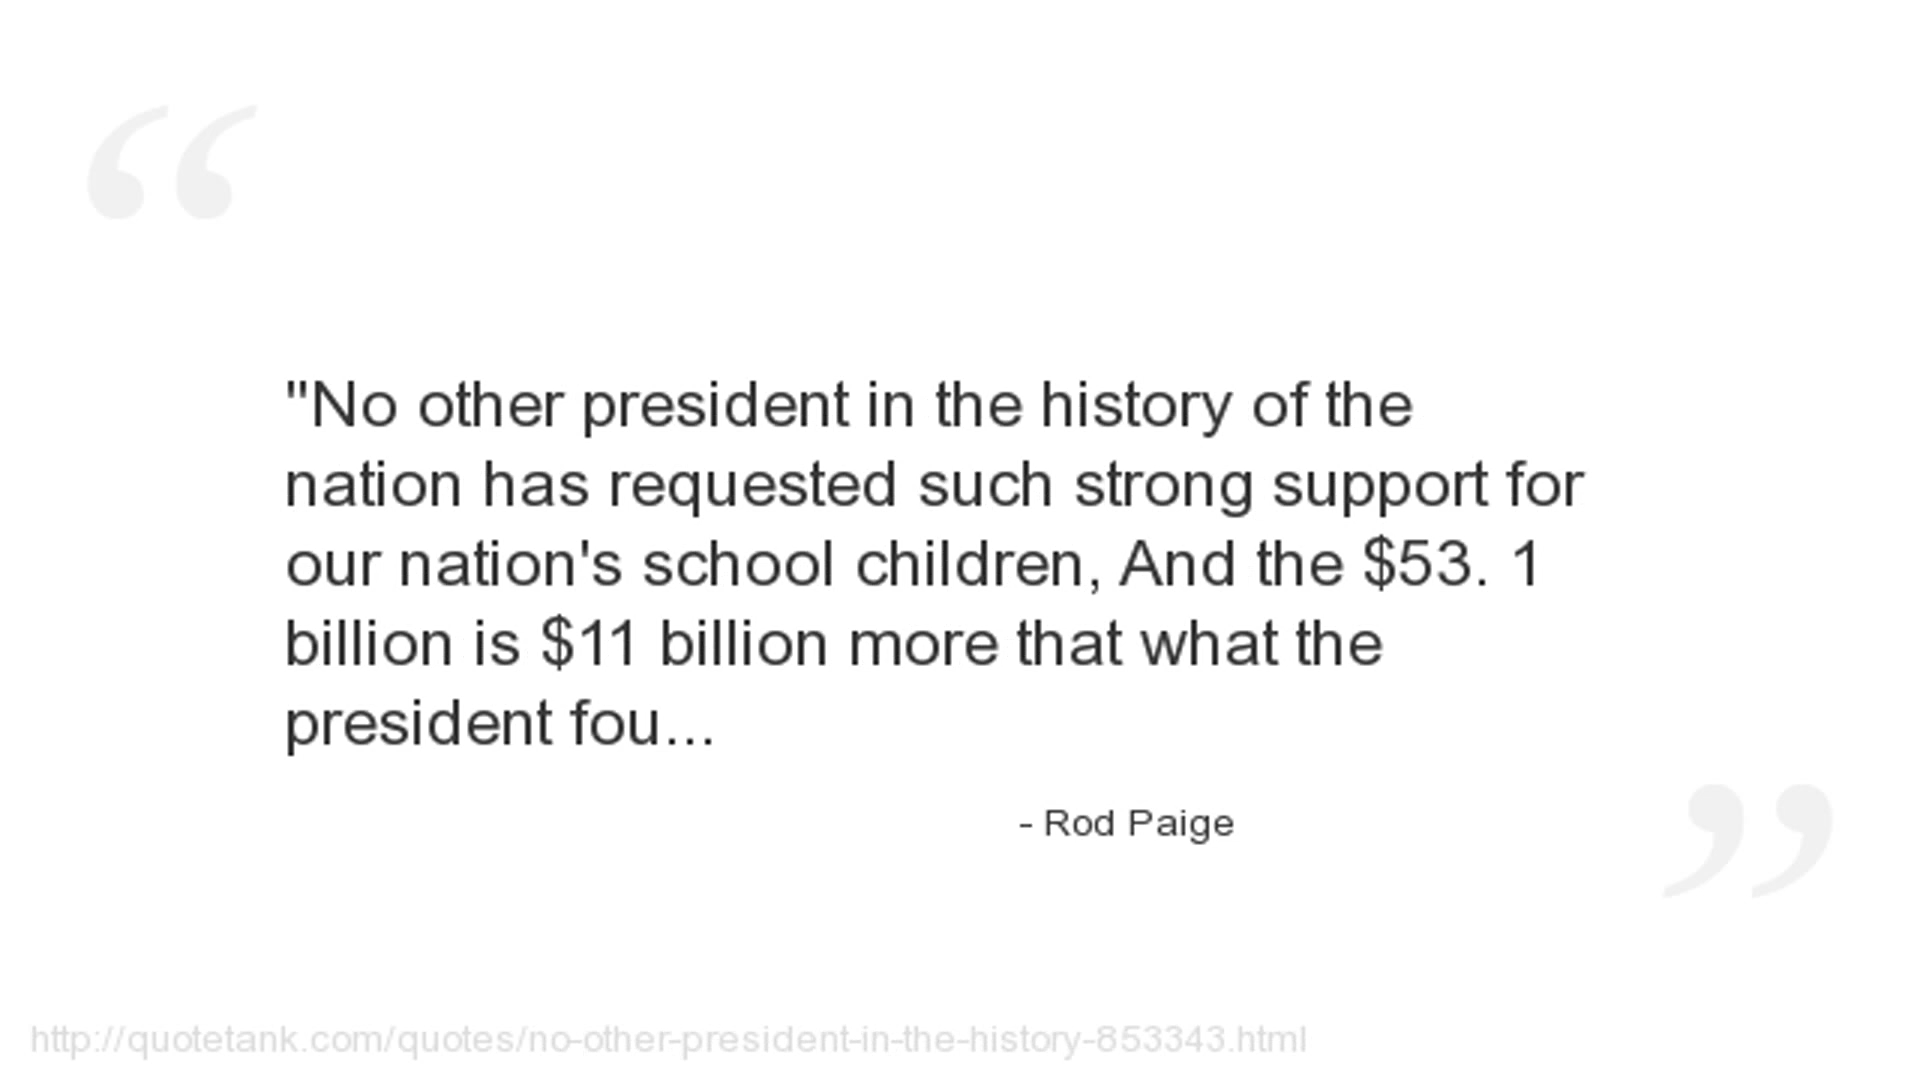 "No other president in the history of the
nation has requested such strong support for
our nation's school children, And the $53. 1
billion is $11 billion more that what the
president fou...
- Rod Paige
http://quotetank.com/quotes/no-other-president-in-the-history-853343.html